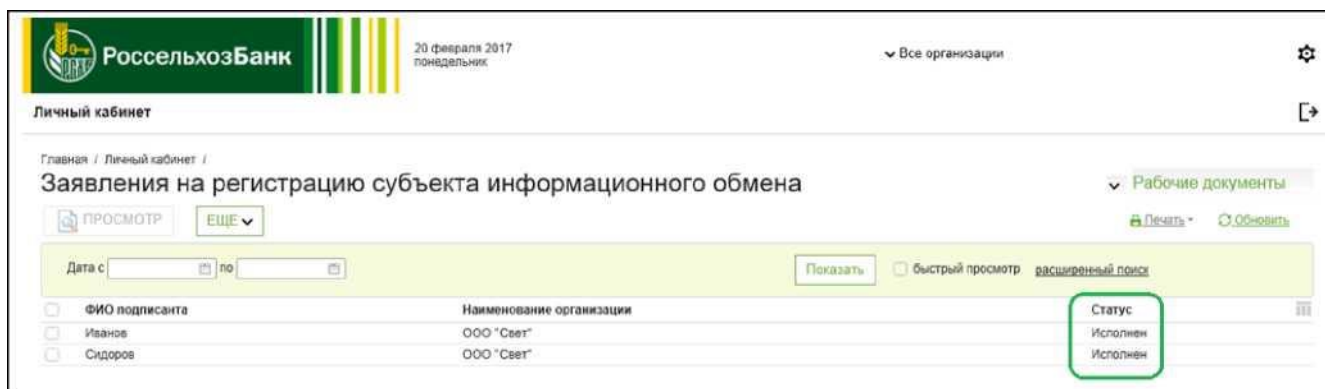 РоссельхозБанк
20 февраля 2017
понедельник
Все организации
Личный кабинет
Главная / Личный кабинет /
Заявления на регистрацию субъекта информационного обмена
Рабочие документы
ПРОСМОТР ЕЩЕ Печать Обновить
Дата с по Показать быстрый просмотр расширенный поиск
ФИО подписанта Наименование организации Статус
Иванов ООО "Свет" Исполнен
Сидоров ООО "Свет" Исполнен